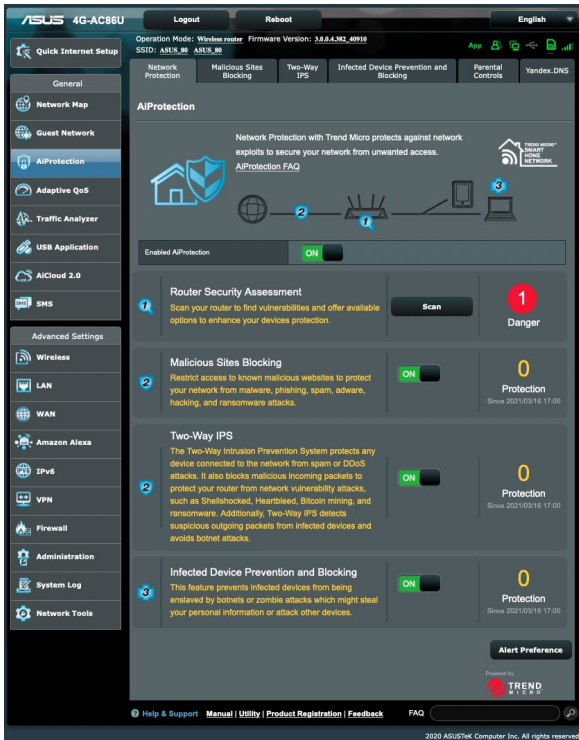 ASUS 4G-AC86U
Logout
Reboot
English
Operation Mode: Wireless router Firmware Version: 3.0.0.4.382_40910
SSID: ASUS_80 ASUS_80
App
Quick Internet Setup
General
Network Map
Guest Network
AiProtection
Adaptive QoS
Traffic Analyzer
USB Application
AiCloud 2.0
SMS
SMS
Advanced Settings
Wireless
LAN
WAN
Amazon Alexa
IPv6
VPN
Firewall
Administration
System Log
Network Tools
Network Protection
Malicious Sites Blocking
Two-Way IPS
Infected Device Prevention and Blocking
Parental Controls
Yandex.DNS
AiProtection
Network Protection with Trend Micro protects against network
exploits to secure your network from unwanted access.
AiProtection FAQ
TREND MICRO™
SMART
HOME
NETWORK
2
1
3
Enabled AiProtection
ON
1
Router Security Assessment
Scan your router to find vulnerabilities and offer available
options to enhance your devices protection.
Scan
1
Danger
2
Malicious Sites Blocking
Restrict access to known malicious websites to protect
your network from malware, phishing, spam, adware,
hacking, and ransomware attacks.
ON
0
Protection
Since 2021/03/16 17:00
2
Two-Way IPS
The Two-Way Intrusion Prevention System protects any
device connected to the network from spam or DDoS
attacks. It also blocks malicious incoming packets to
protect your router from network vulnerability attacks,
such as Shellshocked, Heartbleed, Bitcoin mining, and
ransomware. Additionally, Two-Way IPS detects
suspicious outgoing packets from infected devices and
avoids botnet attacks.
ON
0
Protection
Since 2021/03/16 17:00
3
Infected Device Prevention and Blocking
This feature prevents infected devices from being
enslaved by botnets or zombie attacks which might steal
your personal information or attack other devices.
ON
0
Protection
Since 2021/03/16 17:00
Alert Preference
Powered by
TREND
MICRO
Help & Support
Manual | Utility | Product Registration | Feedback
FAQ
2020 ASUSTeK Computer Inc. All rights reserved